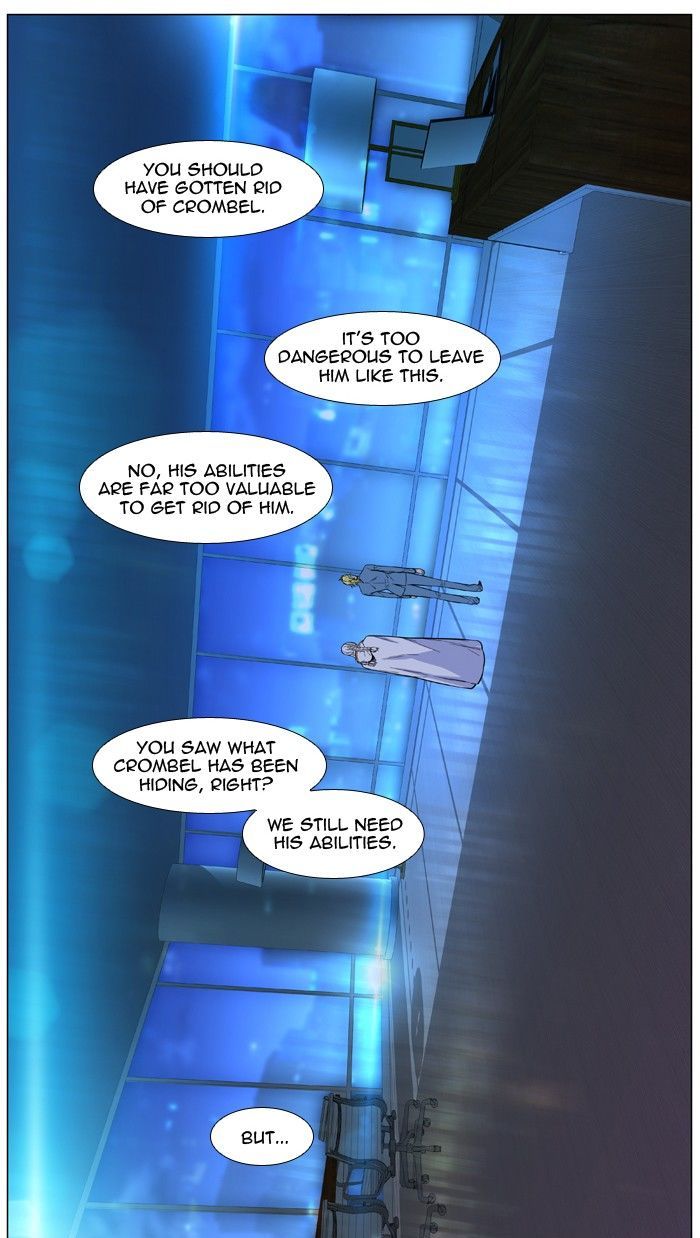 YOU SHOULD
HAVE GOTTEN RID
OF CROMBEL.
IT'S TOO
DANGEROUS TO LEAVE
HIM LIKE THIS.
NO, HIS ABILITIES
ARE FAR TOO VALUABLE
TO GET RID OF HIM.
YOU SAW WHAT
CROMBEL HAS BEEN
HIDING, RIGHT?
WE STILL NEED
HIS ABILITIES.
BUT...